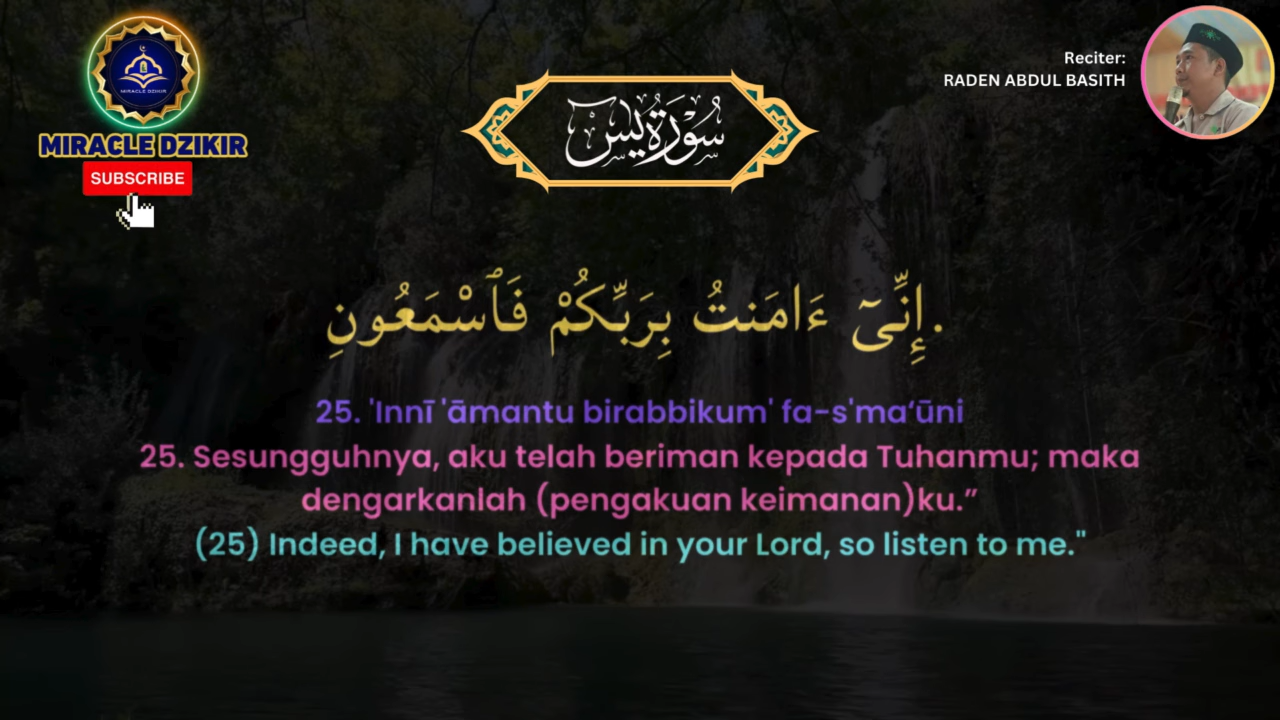 MIRACLE DZIKIR
MIRACLE DZIKIR
SUBSCRIBE
سُورَةُ يس
Reciter:
RADEN ABDUL BASITH
.إِنِّىٓ ءَامَنتُ بِرَبِّكُمْ فَٱسْمَعُونِ
25. 'Innī 'āmantu birabbikum' fa-s'ma‘ūni
25. Sesungguhnya, aku telah beriman kepada Tuhanmu; maka
dengarkanlah (pengakuan keimanan)ku.”
(25) Indeed, I have believed in your Lord, so listen to me."